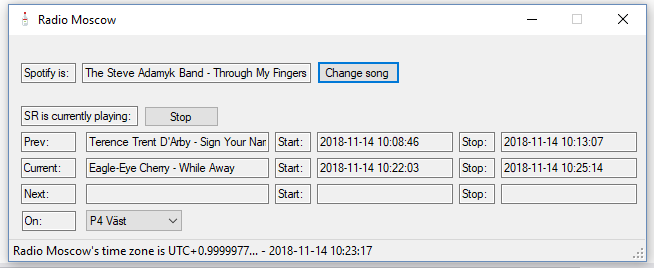 Radio Moscow
Spotify is: The Steve Adamyk Band - Through My Fingers Change song
SR is currently playing: Stop
Prev: Terence Trent D'Arby - Sign Your Nar Start: 2018-11-14 10:08:46 Stop: 2018-11-14 10:13:07
Current: Eagle-Eye Cherry - While Away Start: 2018-11-14 10:22:03 Stop: 2018-11-14 10:25:14
Next: Start: Stop:
On: P4 Väst
Radio Moscow's time zone is UTC+0.9999977... - 2018-11-14 10:23:17